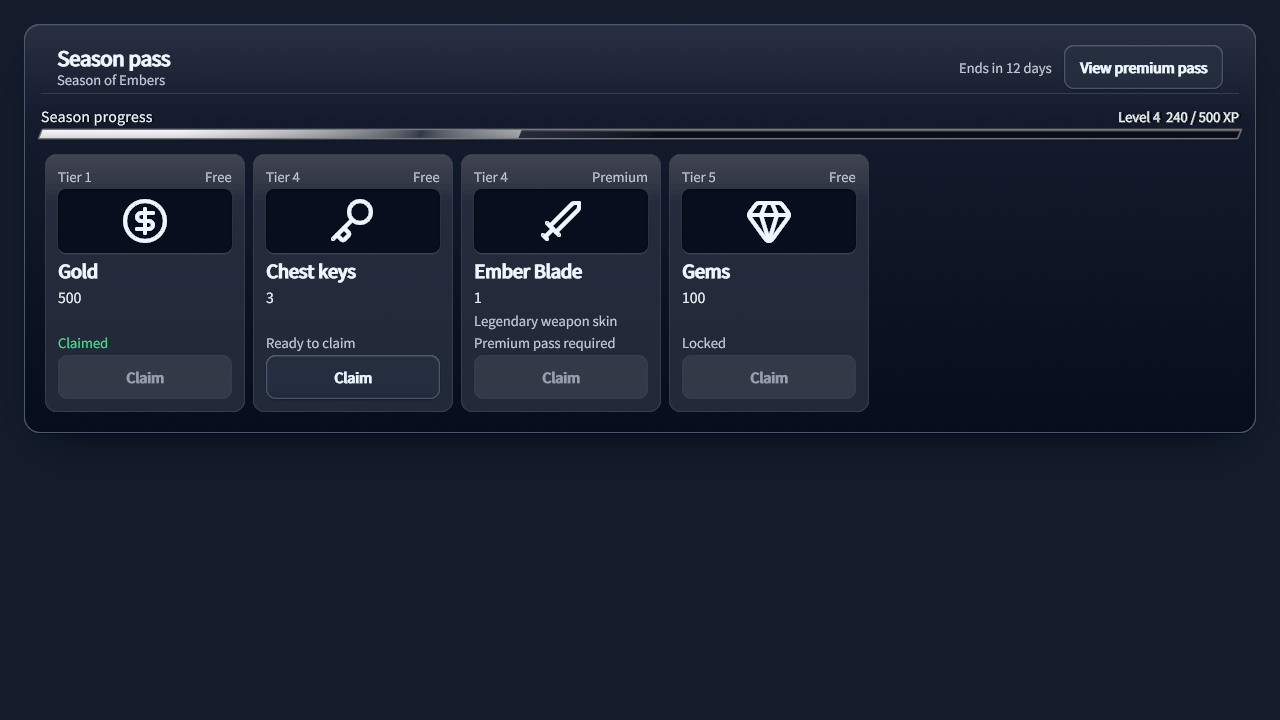 Season pass
Season of Embers
Ends in 12 days
View premium pass
Season progress
Level 4 240 / 500 XP
Tier 1 Free
Gold
500
Claimed
Claim
Tier 4 Free
Chest keys
3
Ready to claim
Claim
Tier 4 Premium
Ember Blade
1
Legendary weapon skin
Premium pass required
Claim
Tier 5 Free
Gems
100
Locked
Claim